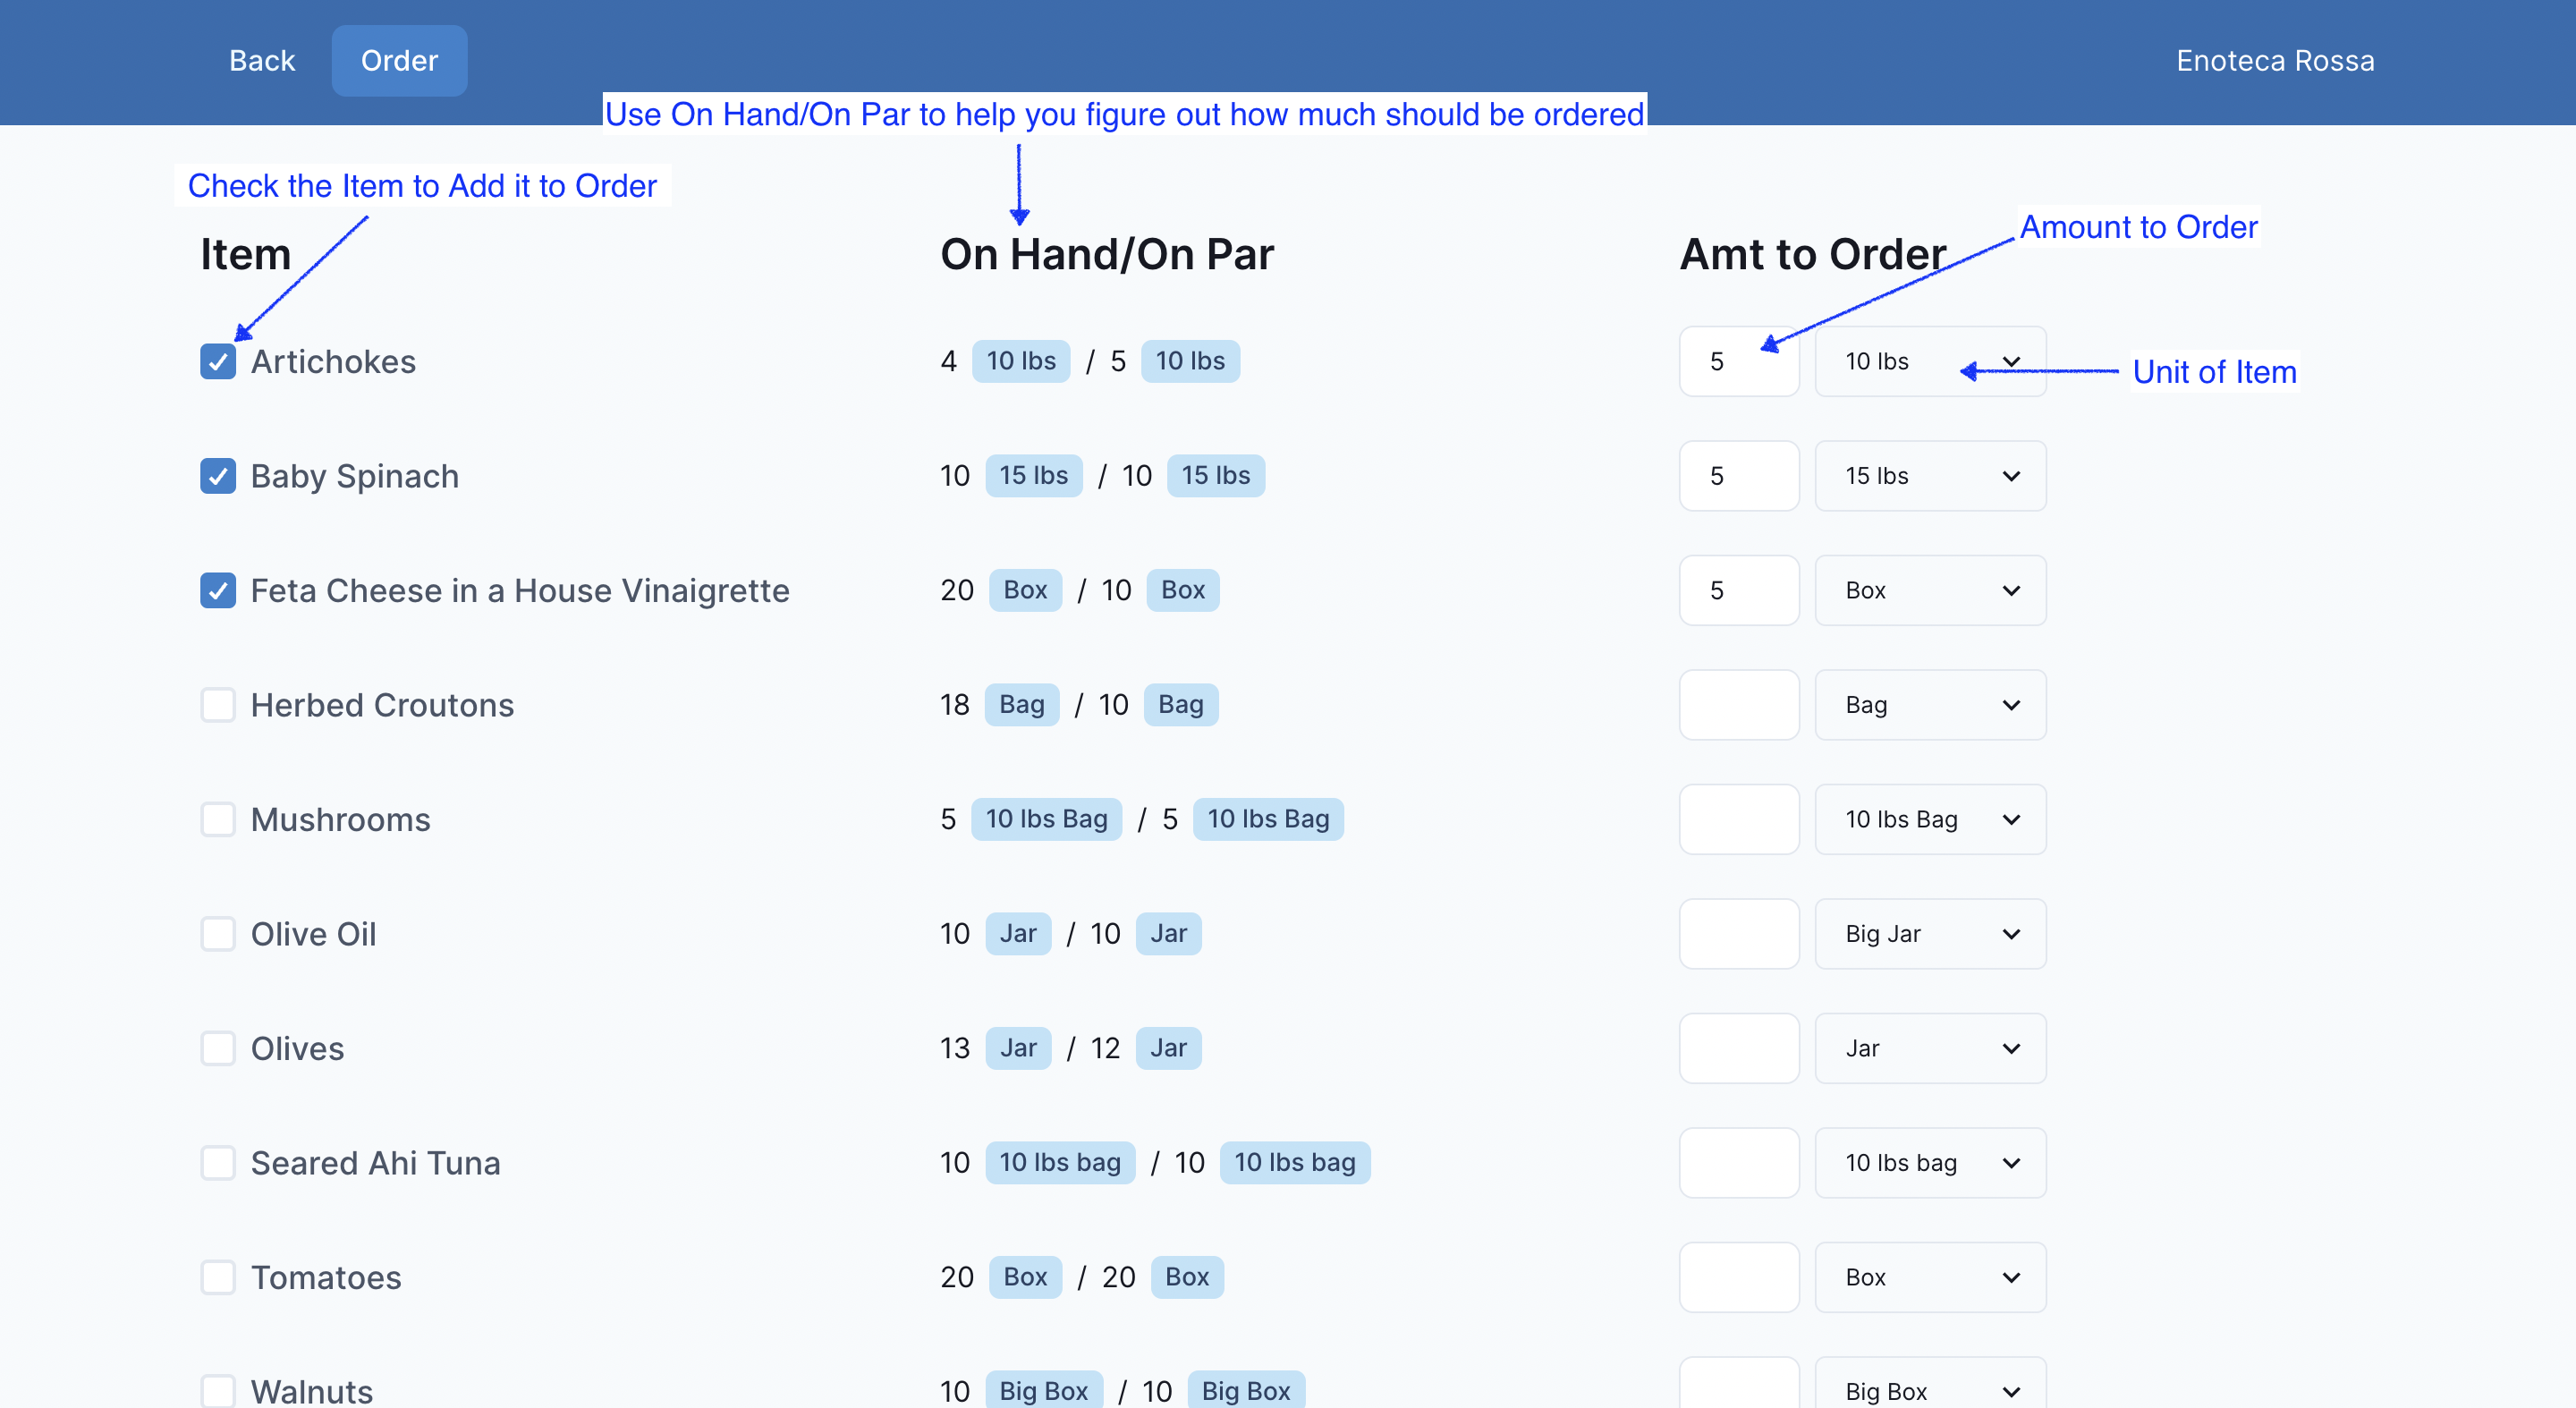 Back Order Enoteca Rossa
Use On Hand/On Par to help you figure out how much should be ordered
Check the Item to Add it to Order
Amount to Order
Item On Hand/On Par Amt to Order
Artichokes 4 10 lbs / 5 10 lbs 5 10 lbs
Unit of Item
Baby Spinach 10 15 lbs / 10 15 lbs 5 15 lbs
Feta Cheese in a House Vinaigrette 20 Box / 10 Box 5 Box
Herbed Croutons 18 Bag / 10 Bag Bag
Mushrooms 5 10 lbs Bag / 5 10 lbs Bag 10 lbs Bag
Olive Oil 10 Jar / 10 Jar Big Jar
Olives 13 Jar / 12 Jar Jar
Seared Ahi Tuna 10 10 lbs bag / 10 10 lbs bag 10 lbs bag
Tomatoes 20 Box / 20 Box Box
Walnuts 10 Big Box / 10 Big Box Big Box